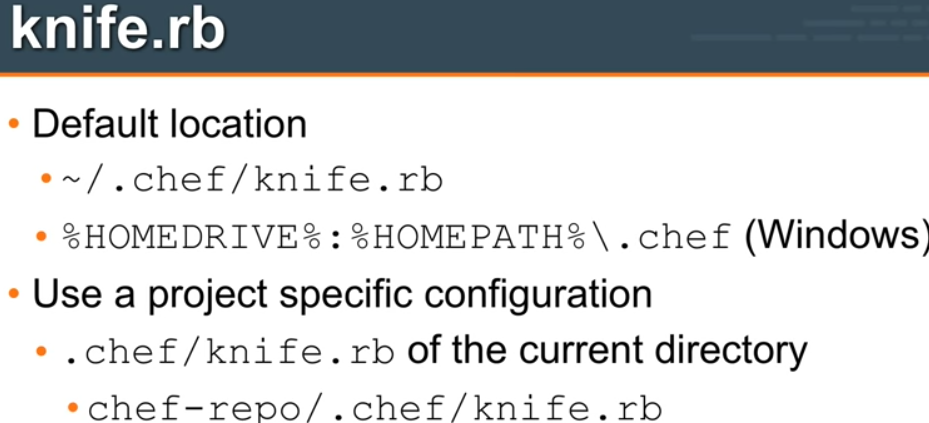 knife.rb
• Default location
• ~/.chef/knife.rb
• %HOMEDRIVE%:%HOMEPATH%\.chef (Windows)
• Use a project specific configuration
• .chef/knife.rb of the current directory
• chef-repo/.chef/knife.rb